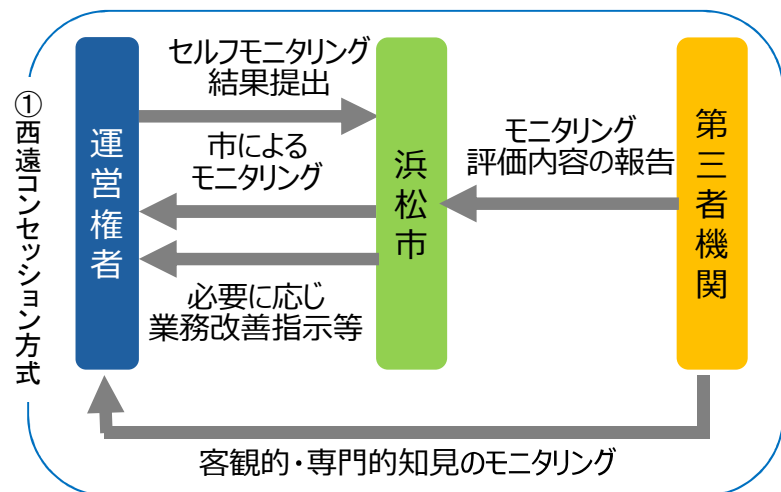 ①西遠コンセッション方式
運営権者
セルフモニタリング
結果提出
市による
モニタリング
必要に応じ
業務改善指示等
浜松市
モニタリング
評価内容の報告
第三者機関
客観的・専門的知見のモニタリング